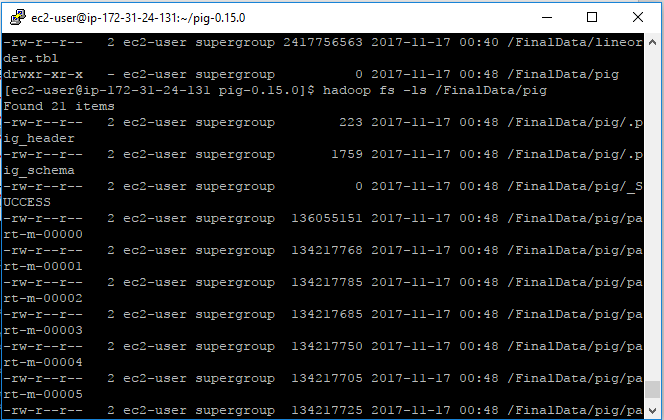 ec2-user@ip-172-31-24-131:~/pig-0.15.0
-rw-r--r--   2 ec2-user supergroup 2417756563 2017-11-17 00:40 /FinalData/lineor
der.tbl
drwxr-xr-x   - ec2-user supergroup          0 2017-11-17 00:48 /FinalData/pig
[ec2-user@ip-172-31-24-131 pig-0.15.0]$ hadoop fs -ls /FinalData/pig
Found 21 items
-rw-r--r--   2 ec2-user supergroup        223 2017-11-17 00:48 /FinalData/pig/.p
ig_header
-rw-r--r--   2 ec2-user supergroup       1759 2017-11-17 00:48 /FinalData/pig/.p
ig_schema
-rw-r--r--   2 ec2-user supergroup          0 2017-11-17 00:48 /FinalData/pig/_S
UCCESS
-rw-r--r--   2 ec2-user supergroup  136055151 2017-11-17 00:48 /FinalData/pig/pa
rt-m-00000
-rw-r--r--   2 ec2-user supergroup  134217768 2017-11-17 00:48 /FinalData/pig/pa
rt-m-00001
-rw-r--r--   2 ec2-user supergroup  134217785 2017-11-17 00:48 /FinalData/pig/pa
rt-m-00002
-rw-r--r--   2 ec2-user supergroup  134217685 2017-11-17 00:48 /FinalData/pig/pa
rt-m-00003
-rw-r--r--   2 ec2-user supergroup  134217750 2017-11-17 00:48 /FinalData/pig/pa
rt-m-00004
-rw-r--r--   2 ec2-user supergroup  134217705 2017-11-17 00:48 /FinalData/pig/pa
rt-m-00005
-rw-r--r--   2 ec2-user supergroup  134217725 2017-11-17 00:48 /FinalData/pig/pa